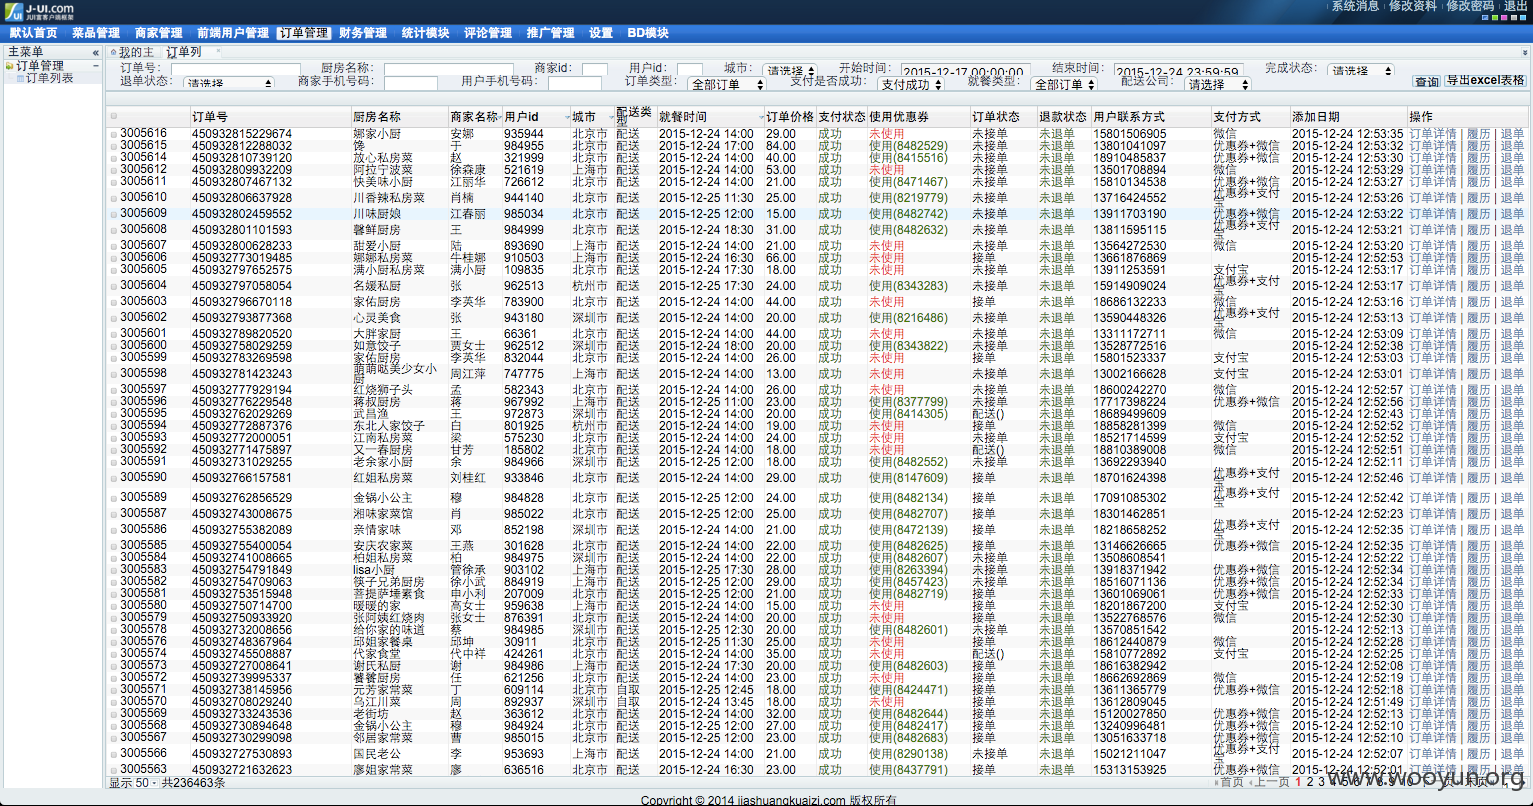 J-UI.com
JUI富客户端框架
系统消息 | 修改资料 | 修改密码 | 退出
默认首页 菜品管理 商家管理 前端用户管理 订单管理 财务管理 统计模块 评论管理 推广管理 设置 BD模块
主菜单 «
订单管理
订单列表
我的主 订单列
订单号: 厨房名称: 商家id: 用户id: 城市: 请选择 开始时间: 2015-12-17 00:00:00 结束时间: 2015-12-24 23:59:59 完成状态: 请选择
退单状态: 请选择 商家手机号码: 用户手机号码: 订单类型: 全部订单 支付是否成功: 支付成功 就餐类型: 全部订单 配送公司: 请选择 查询 导出excel表格
订单号 厨房名称 商家名称 用户id 城市 配送类型 就餐时间 订单价格 支付状态 使用优惠券 订单状态 退款状态 用户联系方式 支付方式 添加日期 操作
3005616 450932815229674 娜家小厨 安娜 935944 北京市 配送 2015-12-24 14:00 29.00 成功 未使用 未接单 未退单 15801506905 微信 2015-12-24 12:53:35 订单详情 | 履历 | 退单
3005615 450932812288032 馋 于 984955 北京市 配送 2015-12-24 17:00 84.00 成功 使用(8482529) 未接单 未退单 13801041097 优惠券+微信 2015-12-24 12:53:32 订单详情 | 履历 | 退单
3005614 450932810739120 放心私房菜 赵 321999 北京市 配送 2015-12-24 14:00 40.00 成功 使用(8415516) 未接单 未退单 18910485837 优惠券+微信 2015-12-24 12:53:30 订单详情 | 履历 | 退单
3005612 450932809932209 阿拉宁波菜 徐森康 521619 上海市 配送 2015-12-24 14:00 53.00 成功 未使用 未接单 未退单 13501708894 微信 2015-12-24 12:53:29 订单详情 | 履历 | 退单
3005611 450932807467132 快美味小厨 江丽华 726612 北京市 配送 2015-12-24 14:00 21.00 成功 使用(8471467) 未接单 未退单 15810134538 优惠券+微信 2015-12-24 12:53:27 订单详情 | 履历 | 退单
3005610 450932806637928 川香辣私房菜 肖楠 944140 北京市 配送 2015-12-25 11:30 25.00 成功 使用(8219779) 未接单 未退单 13716424552 优惠券+支付宝 2015-12-24 12:53:26 订单详情 | 履历 | 退单
3005609 450932802459552 川味厨娘 江春丽 985034 北京市 配送 2015-12-25 12:00 15.00 成功 使用(8482742) 未接单 未退单 13911703190 优惠券+微信 2015-12-24 12:53:22 订单详情 | 履历 | 退单
3005608 450932801101593 馨鲜厨房 王 984999 北京市 配送 2015-12-24 18:30 31.00 成功 使用(8482632) 未接单 未退单 13811595115 优惠券+支付宝 2015-12-24 12:53:21 订单详情 | 履历 | 退单
3005607 450932800628233 甜爱小厨 陆 893690 上海市 配送 2015-12-24 14:00 21.00 成功 未使用 未接单 未退单 13564272530 微信 2015-12-24 12:53:20 订单详情 | 履历 | 退单
3005606 450932773019485 娜娜私房菜 牛桂娜 910503 上海市 配送 2015-12-24 16:30 66.00 成功 未使用 未接单 未退单 13661876869 2015-12-24 12:52:53 订单详情 | 履历 | 退单
3005605 450932797652575 满小厨私房菜 满小厨 109835 北京市 配送 2015-12-24 17:30 18.00 成功 未使用 未接单 未退单 13911253591 支付宝 2015-12-24 12:53:17 订单详情 | 履历 | 退单
3005604 450932797058054 名媛私厨 张 962513 杭州市 配送 2015-12-25 17:30 24.00 成功 使用(8343283) 未接单 未退单 15914909024 优惠券+支付宝 2015-12-24 12:53:17 订单详情 | 履历 | 退单
3005603 450932796670118 家佑厨房 李英华 783900 北京市 配送 2015-12-24 14:00 44.00 成功 未使用 接单 未退单 18686132233 微信 2015-12-24 12:53:16 订单详情 | 履历 | 退单
3005602 450932793877368 心灵美食 张 943180 深圳市 配送 2015-12-24 14:00 20.00 成功 使用(8216486) 未接单 未退单 13590448326 优惠券+支付宝 2015-12-24 12:53:13 订单详情 | 履历 | 退单
3005601 450932789820520 大胖家厨 王 66361 北京市 配送 2015-12-24 14:00 44.00 成功 未使用 未接单 未退单 13311172711 微信 2015-12-24 12:53:09 订单详情 | 履历 | 退单
3005600 450932758029259 如意饺子 贾女士 962512 深圳市 配送 2015-12-24 18:00 20.00 成功 使用(8343822) 未接单 未退单 13528772516 2015-12-24 12:52:38 订单详情 | 履历 | 退单
3005599 450932783269598 家佑厨房 李英华 832044 北京市 配送 2015-12-24 14:00 26.00 成功 未使用 接单 未退单 15801523337 支付宝 2015-12-24 12:53:03 订单详情 | 履历 | 退单
3005598 450932781423243 萌萌哒美少女小厨 周江萍 747775 上海市 配送 2015-12-24 14:00 13.00 成功 未使用 未接单 未退单 13002166628 支付宝 2015-12-24 12:53:01 订单详情 | 履历 | 退单
3005597 450932777929194 红烧狮子头 孟 582343 北京市 配送 2015-12-24 14:00 26.00 成功 未使用 接单 未退单 18600242270 微信 2015-12-24 12:52:57 订单详情 | 履历 | 退单
3005596 450932776229548 蒋叔厨房 蒋 967992 上海市 配送 2015-12-25 11:00 23.00 成功 使用(8377799) 未接单 未退单 17717398224 优惠券+微信 2015-12-24 12:52:56 订单详情 | 履历 | 退单
3005595 450932762029269 武昌渔 王 972873 深圳市 配送 2015-12-24 14:00 20.00 成功 使用(8414305) 配送() 未退单 18689499609 2015-12-24 12:52:43 订单详情 | 履历 | 退单
3005594 450932772887376 东北人家饺子 白 801925 杭州市 配送 2015-12-24 14:00 19.00 成功 未使用 接单 未退单 18858281399 微信 2015-12-24 12:52:52 订单详情 | 履历 | 退单
3005593 450932772000051 江南私房菜 梁 575230 北京市 配送 2015-12-24 14:00 24.00 成功 未使用 未接单 未退单 18521714599 支付宝 2015-12-24 12:52:52 订单详情 | 履历 | 退单
3005592 450932771475897 又一春厨房 甘芳 185802 北京市 配送 2015-12-24 14:00 18.00 成功 未使用 配送() 未退单 18810389008 微信 2015-12-24 12:52:51 订单详情 | 履历 | 退单
3005591 450932731029255 老余家小厨 余 984966 深圳市 配送 2015-12-25 12:00 18.00 成功 使用(8482552) 未接单 未退单 13692293940 2015-12-24 12:52:11 订单详情 | 履历 | 退单
3005590 450932766157581 红姐私房菜 刘桂红 933846 北京市 配送 2015-12-24 14:00 29.00 成功 使用(8147609) 接单 未退单 18701624398 优惠券+支付宝 2015-12-24 12:52:46 订单详情 | 履历 | 退单
3005589 450932762856529 金锅小公主 穆 984828 北京市 配送 2015-12-25 12:00 24.00 成功 使用(8482134) 接单 未退单 17091085302 优惠券+支付宝 2015-12-24 12:52:42 订单详情 | 履历 | 退单
3005587 450932743008675 湘味家菜馆 肖 985022 北京市 配送 2015-12-25 12:00 25.00 成功 使用(8482707) 接单 未退单 18301462851 2015-12-24 12:52:23 订单详情 | 履历 | 退单
3005586 450932755382089 亲情家味 邓 852198 深圳市 配送 2015-12-24 14:00 21.00 成功 使用(8472139) 接单 未退单 18218658252 优惠券+支付宝 2015-12-24 12:52:35 订单详情 | 履历 | 退单
3005585 450932755400054 安庆农家菜 王燕 301628 北京市 配送 2015-12-24 14:00 22.00 成功 使用(8482625) 接单 未退单 13146626665 优惠券+微信 2015-12-24 12:52:35 订单详情 | 履历 | 退单
3005584 450932741008665 柏姐私房菜 柏 984975 深圳市 配送 2015-12-24 14:00 22.00 成功 使用(8482607) 未接单 未退单 13508608541 2015-12-24 12:52:22 订单详情 | 履历 | 退单
3005583 450932754791849 lisa小厨 管徐承 903102 上海市 配送 2015-12-25 17:30 28.00 成功 使用(8263394) 未接单 未退单 13918371942 优惠券+微信 2015-12-24 12:52:34 订单详情 | 履历 | 退单
3005582 450932754709063 筷子兄弟厨房 徐小武 884919 上海市 配送 2015-12-25 12:00 29.00 成功 使用(8457423) 未接单 未退单 18516071136 优惠券+微信 2015-12-24 12:52:34 订单详情 | 履历 | 退单
3005581 450932753515948 菩提萨埵素食 申小利 207009 北京市 配送 2015-12-25 12:00 21.00 成功 使用(8482719) 接单 未退单 13601069061 优惠券+微信 2015-12-24 12:52:33 订单详情 | 履历 | 退单
3005580 450932750714700 暖暖的家 高女士 959638 上海市 配送 2015-12-24 14:00 15.00 成功 未使用 接单 未退单 18201867200 支付宝 2015-12-24 12:52:30 订单详情 | 履历 | 退单
3005579 450932750933920 张阿姨红烧肉 张女士 876391 北京市 配送 2015-12-24 14:00 20.00 成功 未使用 接单 未退单 13522768576 微信 2015-12-24 12:52:30 订单详情 | 履历 | 退单
3005578 450932732008656 给你家的味道 蔡 984985 深圳市 配送 2015-12-25 12:30 20.00 成功 使用(8482601) 未接单 未退单 13570851542 2015-12-24 12:52:13 订单详情 | 履历 | 退单
3005576 450932748367964 邱姐家餐桌 邱坤 30911 北京市 配送 2015-12-25 11:30 25.00 成功 未使用 接单 未退单 18612440879 微信 2015-12-24 12:52:28 订单详情 | 履历 | 退单
3005574 450932745508887 代家食堂 代中祥 424261 北京市 配送 2015-12-24 14:00 35.00 成功 未使用 配送() 未退单 15810772892 支付宝 2015-12-24 12:52:25 订单详情 | 履历 | 退单
3005573 450932727008641 谢氏私厨 谢 984986 上海市 配送 2015-12-24 17:30 20.00 成功 使用(8482603) 接单 未退单 18616382942 2015-12-24 12:52:08 订单详情 | 履历 | 退单
3005572 450932739995337 饕餮厨房 任 621256 北京市 配送 2015-12-24 14:00 23.00 成功 未使用 接单 未退单 18662692869 微信 2015-12-24 12:52:19 订单详情 | 履历 | 退单
3005571 450932738145956 元芳家常菜 丁 609114 北京市 自取 2015-12-25 12:45 18.00 成功 使用(8424471) 接单 未退单 13611365779 优惠券+微信 2015-12-24 12:52:18 订单详情 | 履历 | 退单
3005570 450932708029240 乌江川菜 周 892937 深圳市 自取 2015-12-24 13:45 18.00 成功 未使用 接单 未退单 13612809045 2015-12-24 12:51:49 订单详情 | 履历 | 退单
3005569 450932733243536 老街坊 赵 363612 北京市 配送 2015-12-24 14:00 32.00 成功 使用(8482644) 接单 未退单 15120027850 优惠券+微信 2015-12-24 12:52:13 订单详情 | 履历 | 退单
3005568 450932730894648 金锅小公主 穆 984924 北京市 配送 2015-12-25 12:00 27.00 成功 使用(8482417) 接单 未退单 13240996481 优惠券+微信 2015-12-24 12:52:10 订单详情 | 履历 | 退单
3005567 450932730299098 邻居家常菜 曹 985015 北京市 配送 2015-12-25 12:00 23.00 成功 使用(8482683) 接单 未退单 13051633718 优惠券+微信 2015-12-24 12:52:10 订单详情 | 履历 | 退单
3005566 450932727530893 国民老公 李 953693 上海市 配送 2015-12-24 14:00 21.00 成功 使用(8290138) 未接单 未退单 15021211047 优惠券+支付宝 2015-12-24 12:52:07 订单详情 | 履历 | 退单
3005563 450932721632623 廖姐家常菜 廖 636516 北京市 配送 2015-12-24 16:30 23.00 成功 使用(8437791) 接单 未退单 15313153925 优惠券+微信 2015-12-24 12:52:01 订单详情 | 履历 | 退单
显示 50 共236463条 首页 上一页 1 2 3 4 5 6 7 8 9 10
www.wooyun.org
Copyright © 2014 jiashuangkuaizi.com 版权所有